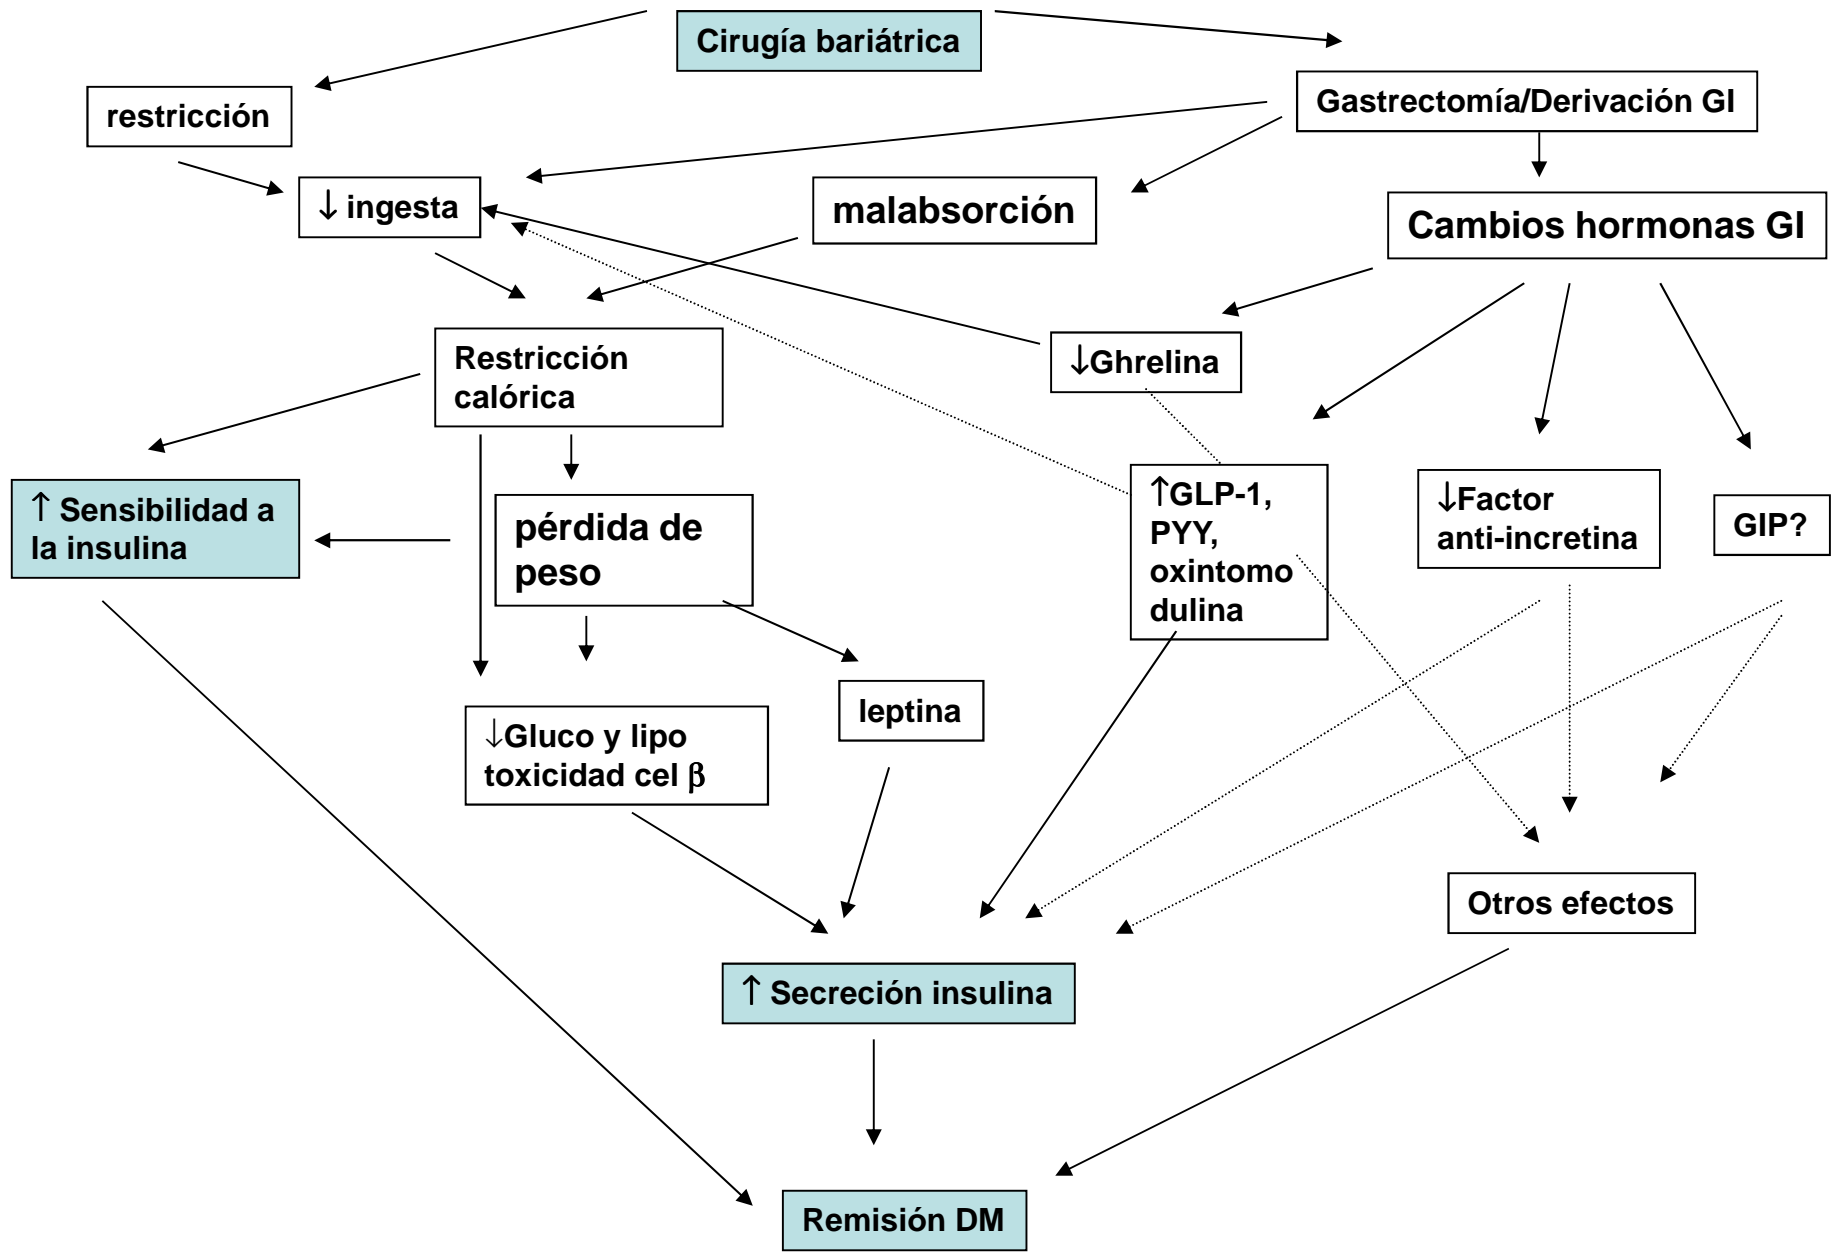 Cirugía bariátrica
restricción
Gastrectomía/Derivación GI
↓ ingesta
malabsorción
Cambios hormonas GI
Restricción
calórica
↓Ghrelina
↑ Sensibilidad a
la insulina
pérdida de
peso
↑GLP-1,
PYY,
oxintomo
dulina
↓Factor
anti-incretina
GIP?
↓Gluco y lipo
toxicidad cel β
leptina
Otros efectos
↑ Secreción insulina
Remisión DM